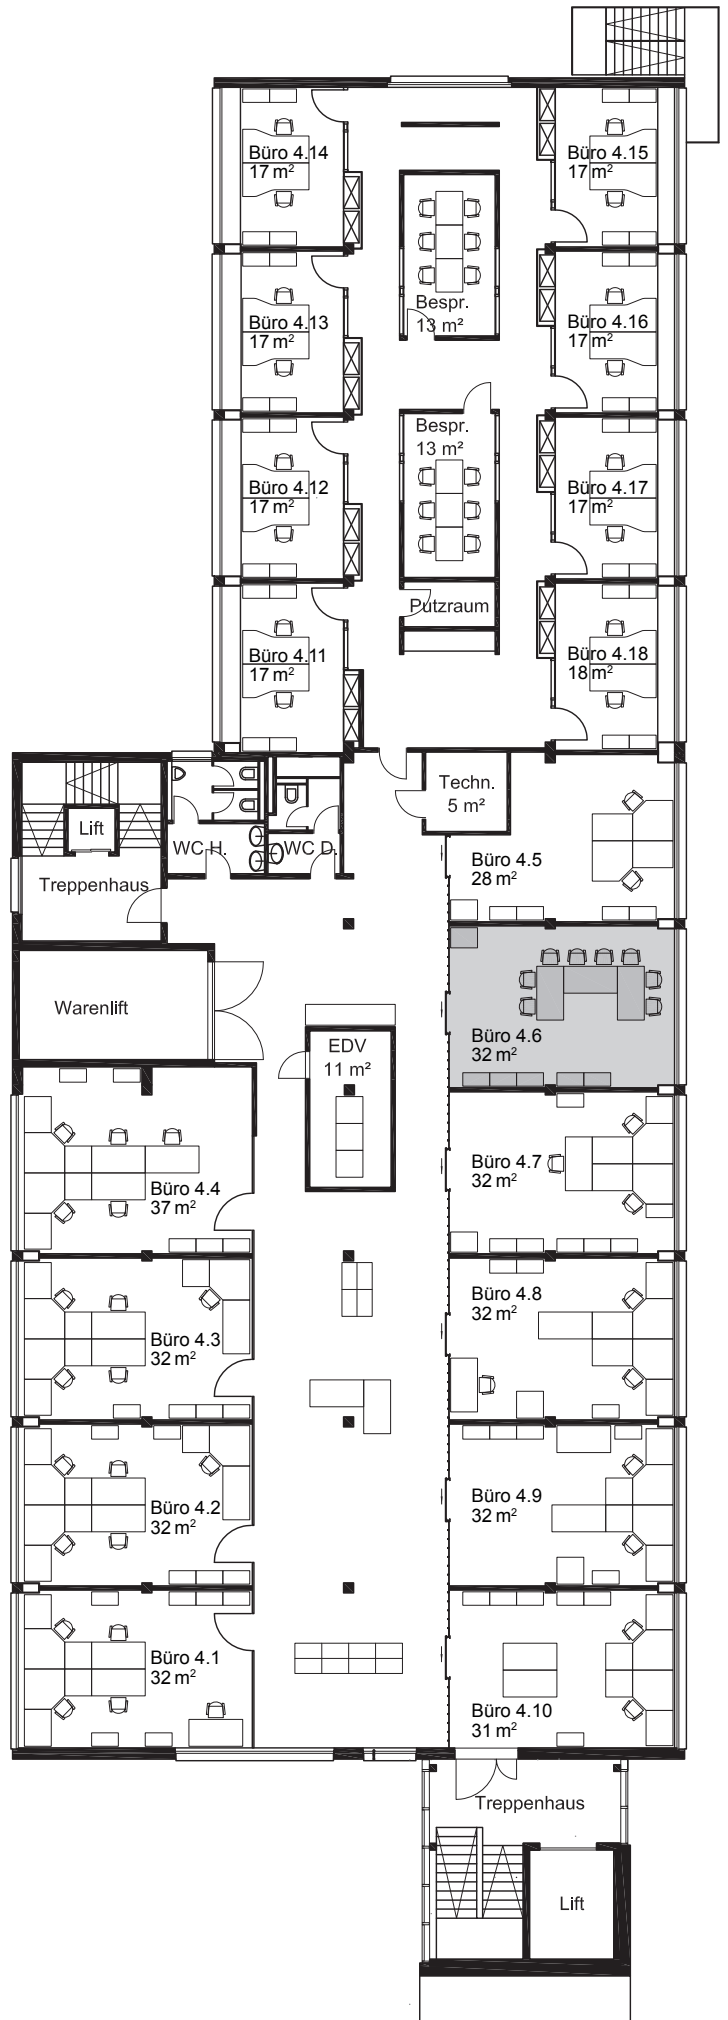 Büro 4.14
17 m²
Büro 4.15
17 m²
Bespr.
13 m²
Büro 4.13
17 m²
Büro 4.16
17 m²
Bespr.
13 m²
Büro 4.12
17 m²
Büro 4.17
17 m²
Putzraum
Büro 4.11
17 m²
Büro 4.18
18 m²
Techn.
5 m²
Lift
WC H.
WC D.
Treppenhaus
Büro 4.5
28 m²
Warenlift
EDV
11 m²
Büro 4.6
32 m²
Büro 4.4
37 m²
Büro 4.7
32 m²
Büro 4.3
32 m²
Büro 4.8
32 m²
Büro 4.2
32 m²
Büro 4.9
32 m²
Büro 4.1
32 m²
Büro 4.10
31 m²
Treppenhaus
Lift